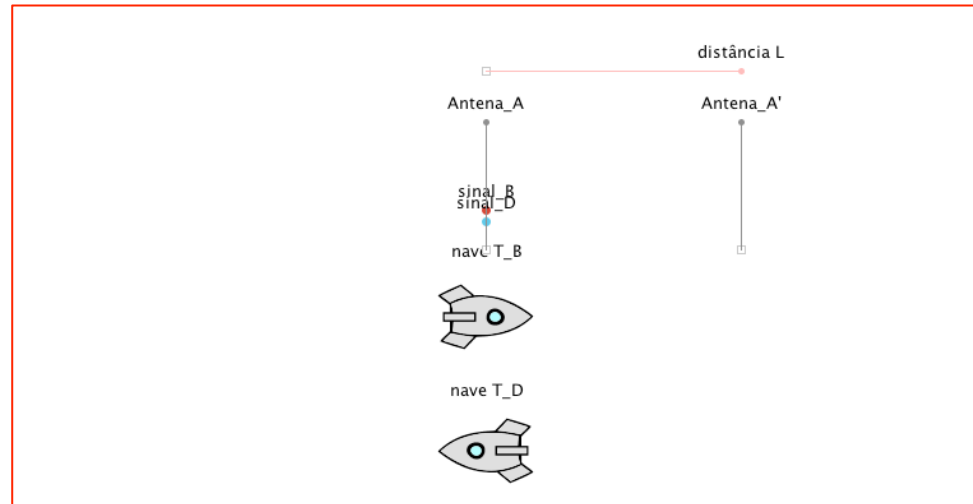 distância L
Antena_A
Antena_A'
sinal_B
sinal_D
nave T_B
nave T_D